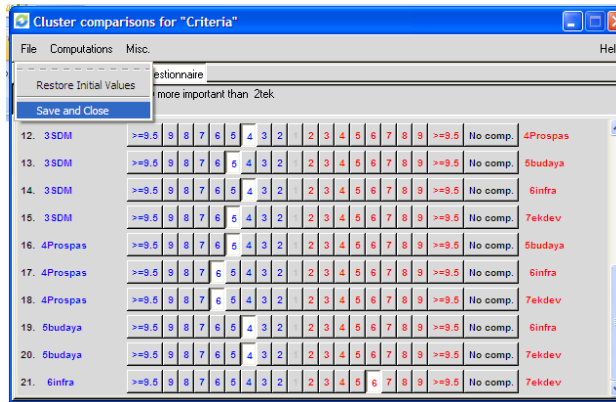 Cluster comparisons for "Criteria"
File Computations Misc. Hel
estionnaire
Restore Initial Values
more important than 2tek
Save and Close
12. 3SDM >=9.5 9 8 7 6 5 4 3 2 1 2 3 4 5 6 7 8 9 >=9.5 No comp. 4Prospas
13. 3SDM >=9.5 9 8 7 6 5 4 3 2 1 2 3 4 5 6 7 8 9 >=9.5 No comp. 5budaya
14. 3SDM >=9.5 9 8 7 6 5 4 3 2 1 2 3 4 5 6 7 8 9 >=9.5 No comp. 6infra
15. 3SDM >=9.5 9 8 7 6 5 4 3 2 1 2 3 4 5 6 7 8 9 >=9.5 No comp. 7ekdev
16. 4Prospas >=9.5 9 8 7 6 5 4 3 2 1 2 3 4 5 6 7 8 9 >=9.5 No comp. 5budaya
17. 4Prospas >=9.5 9 8 7 6 5 4 3 2 1 2 3 4 5 6 7 8 9 >=9.5 No comp. 6infra
18. 4Prospas >=9.5 9 8 7 6 5 4 3 2 1 2 3 4 5 6 7 8 9 >=9.5 No comp. 7ekdev
19. 5budaya >=9.5 9 8 7 6 5 4 3 2 1 2 3 4 5 6 7 8 9 >=9.5 No comp. 6infra
20. 5budaya >=9.5 9 8 7 6 5 4 3 2 1 2 3 4 5 6 7 8 9 >=9.5 No comp. 7ekdev
21. 6infra >=9.5 9 8 7 6 5 4 3 2 1 2 3 4 5 6 7 8 9 >=9.5 No comp. 7ekdev